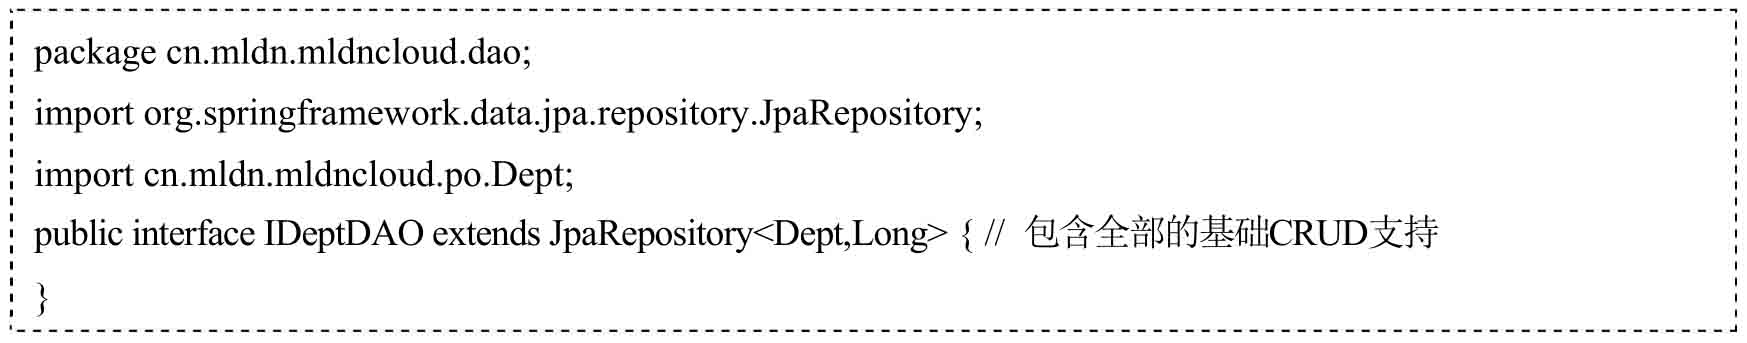 package cn.mldn.mldncloud.dao;
import org.springframework.data.jpa.repository.JpaRepository;
import cn.mldn.mldncloud.po.Dept;
public interface IDeptDAO extends JpaRepository<Dept,Long> { // 包含全部的基础CRUD支持
}